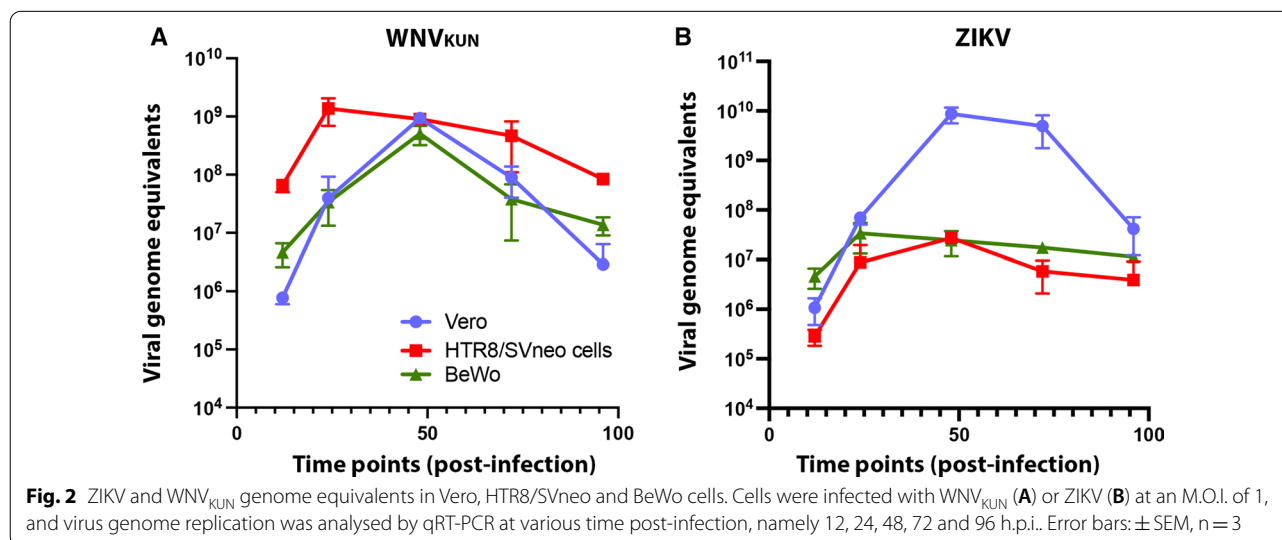 A
WNVKUN
10^10
10^9
10^8
10^7
10^6
10^5
10^4
Viral genome equivalents
Vero
HTR8/SVneo cells
BeWo
0
50
100
Time points (post-infection)
B
ZIKV
10^11
10^10
10^9
10^8
10^7
10^6
10^5
10^4
Viral genome equivalents
0
50
100
Time points (post-infection)
Fig. 2 ZIKV and WNVKUN genome equivalents in Vero, HTR8/SVneo and BeWo cells. Cells were infected with WNVKUN (A) or ZIKV (B) at an M.O.I. of 1,
and virus genome replication was analysed by qRT-PCR at various time post-infection, namely 12, 24, 48, 72 and 96 h.p.i.. Error bars: ± SEM, n = 3